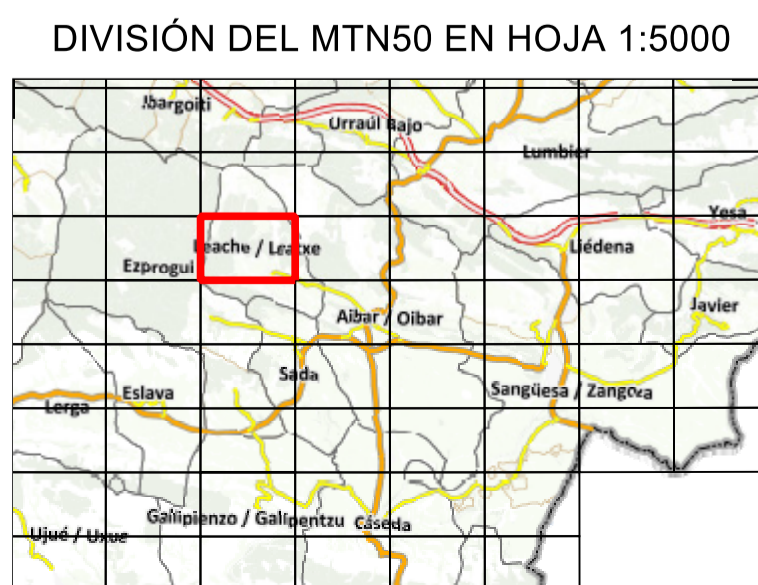 DIVISIÓN DEL MTN50 EN HOJA 1:5000
Ibargoiti
Urraúl Bajo
Lumbier
Yesa
Leache / Leatxe
Liédena
Ezprogui
Javier
Aibar / Oibar
Sada
Eslava
Sangüesa / Zangoza
Lerga
Gallipienzo / Galipentzu
Cáseda
Ujué / Uxue